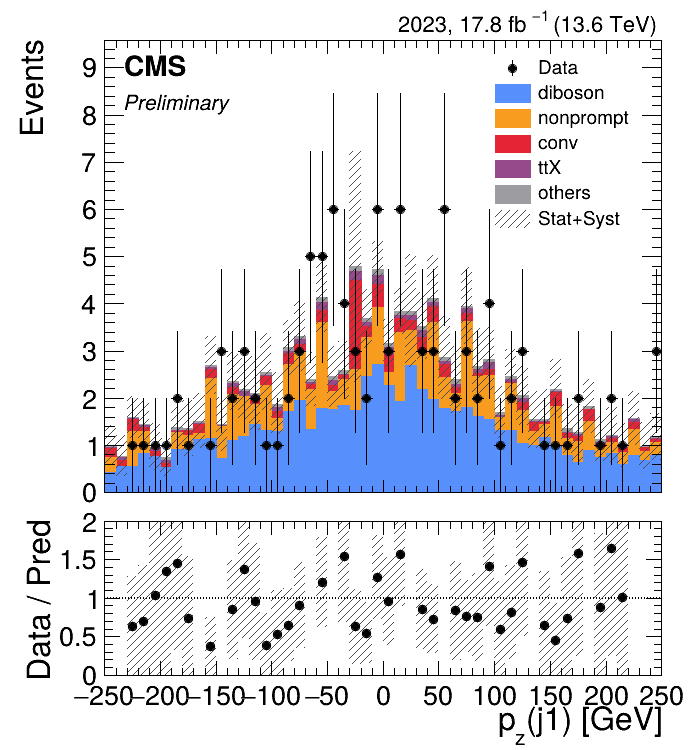 2023, 17.8 fb⁻¹ (13.6 TeV)
Events
CMS
Preliminary
Data
diboson
nonprompt
conv
ttX
others
Stat+Syst
9
8
7
6
5
4
3
2
1
0
Data / Pred
2
1.5
1
0.5
0
−250 −200 −150 −100 −50 0 50 100 150 200 250
p_z(j1) [GeV]